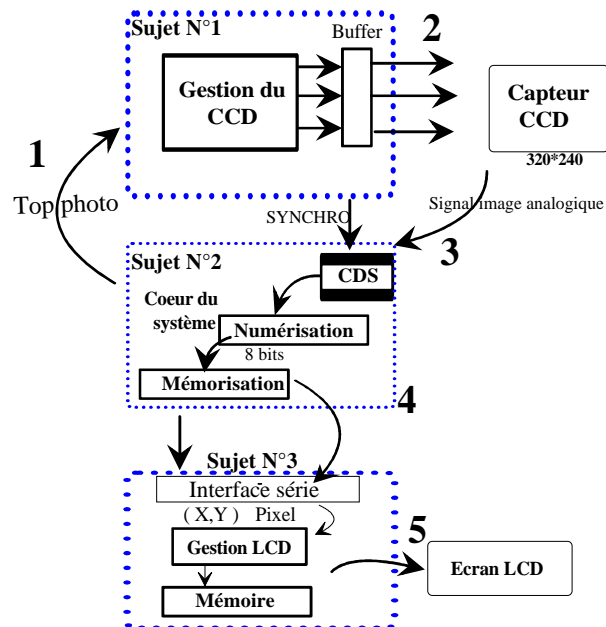 Sujet N°1
Buffer
2
Gestion du
CCD
Capteur
CCD
320*240
1
Top photo
SYNCHRO
Signal image analogique
3
Sujet N°2
CDS
Coeur du
système
Numérisation
8 bits
Mémorisation
4
Sujet N°3
Interface série
( X,Y ) Pixel
5
Gestion LCD
Ecran LCD
Mémoire